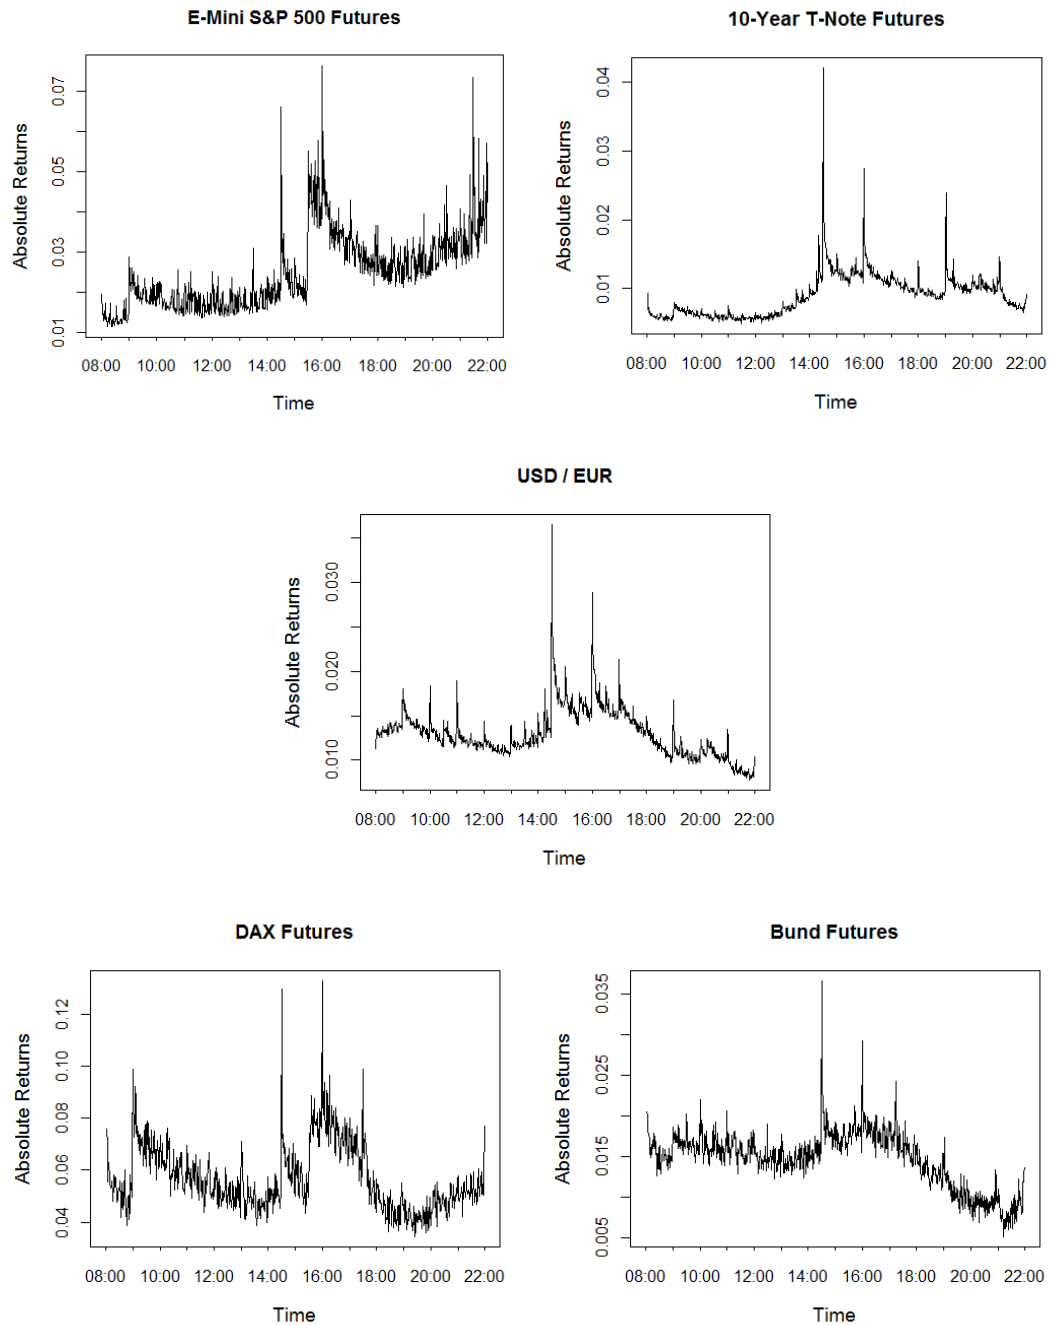 E-Mini S&P 500 Futures
Absolute Returns
0.07
0.05
0.03
0.01
08:00 10:00 12:00 14:00 16:00 18:00 20:00 22:00
Time
10-Year T-Note Futures
Absolute Returns
0.04
0.03
0.02
0.01
08:00 10:00 12:00 14:00 16:00 18:00 20:00 22:00
Time
USD / EUR
Absolute Returns
0.030
0.020
0.010
08:00 10:00 12:00 14:00 16:00 18:00 20:00 22:00
Time
DAX Futures
Absolute Returns
0.12
0.10
0.08
0.06
0.04
08:00 10:00 12:00 14:00 16:00 18:00 20:00 22:00
Time
Bund Futures
Absolute Returns
0.035
0.025
0.015
0.005
08:00 10:00 12:00 14:00 16:00 18:00 20:00 22:00
Time